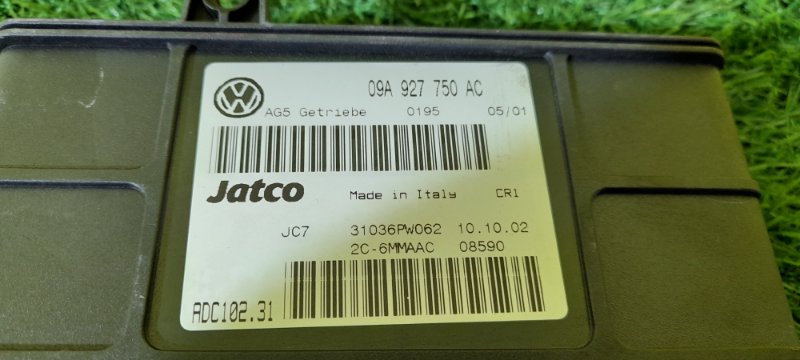 09A 927 750 AC
AG5 Getriebe 0195 05/01
Jatco Made in Italy CR1
JC7 31036PW062 10.10.02
2C-6MMAAC 08590
ADC102.31